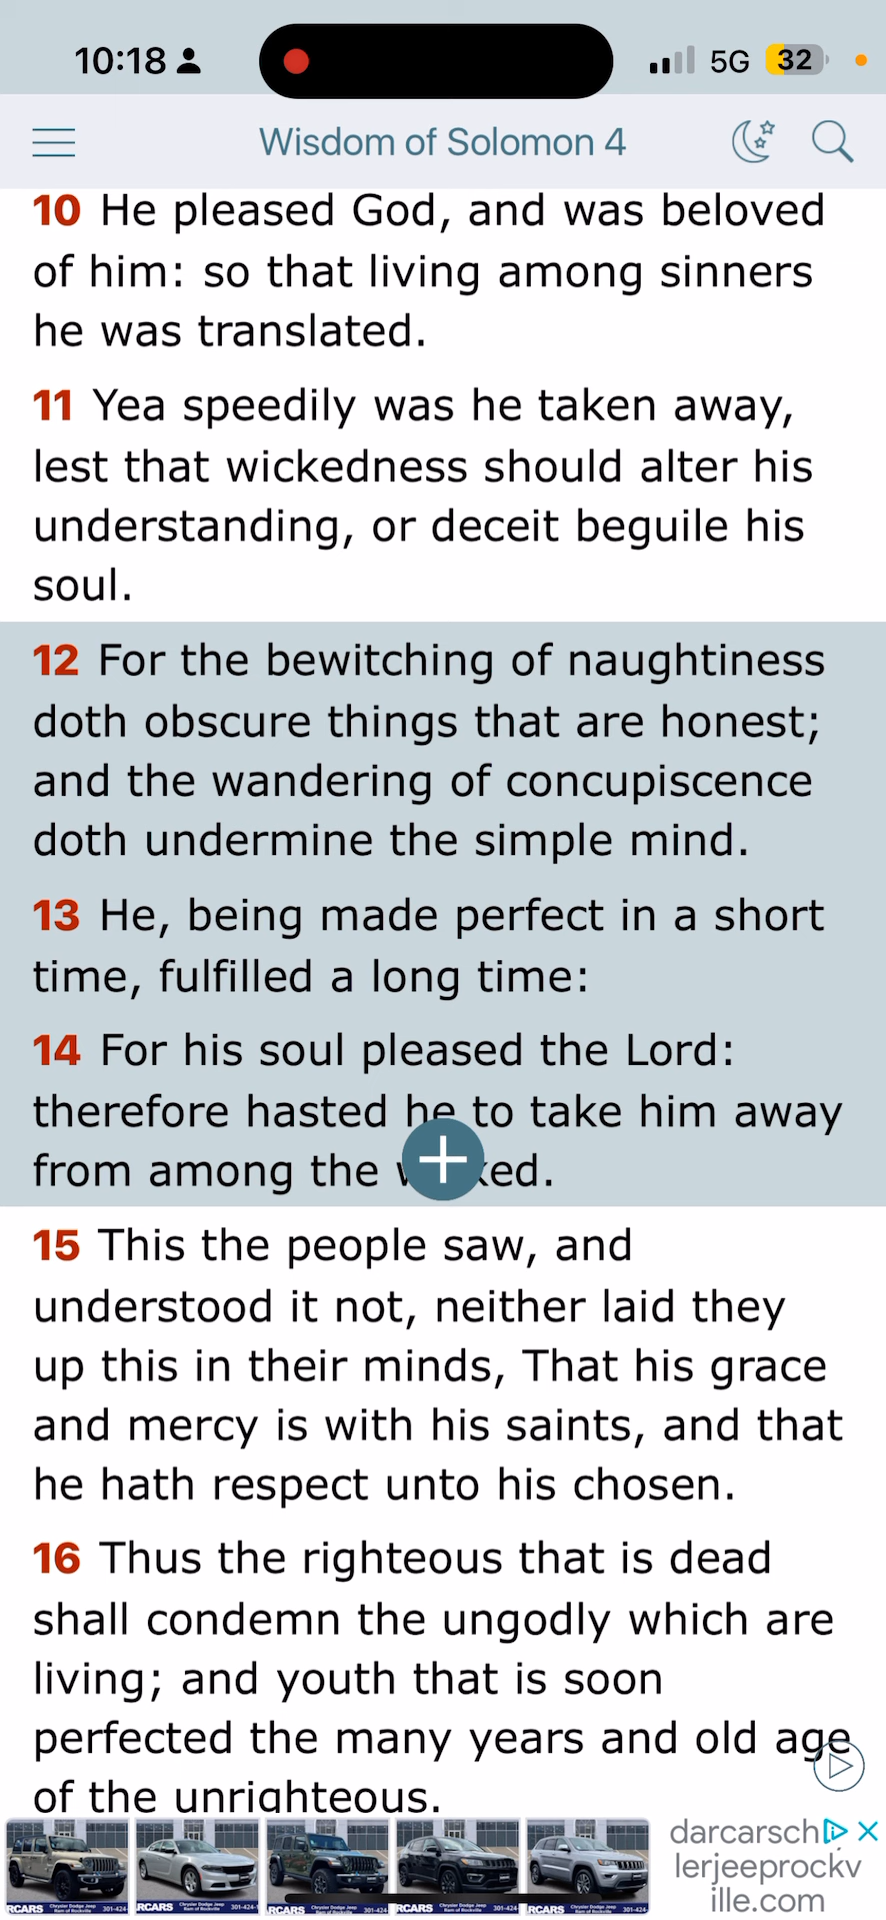 10:18
5G 32
Wisdom of Solomon 4
10 He pleased God, and was beloved
of him: so that living among sinners
he was translated.
11 Yea speedily was he taken away,
lest that wickedness should alter his
understanding, or deceit beguile his
soul.
12 For the bewitching of naughtiness
doth obscure things that are honest;
and the wandering of concupiscence
doth undermine the simple mind.
13 He, being made perfect in a short
time, fulfilled a long time:
14 For his soul pleased the Lord:
therefore hasted he to take him away
from among the
15 This the people saw, and
understood it not, neither laid they
up this in their minds, That his grace
and mercy is with his saints, and that
he hath respect unto his chosen.
16 Thus the righteous that is dead
shall condemn the ungodly which are
living; and youth that is soon
perfected the many years and old age
of the unrighteous.
darcarsch
lerjeeprockv
ille.com